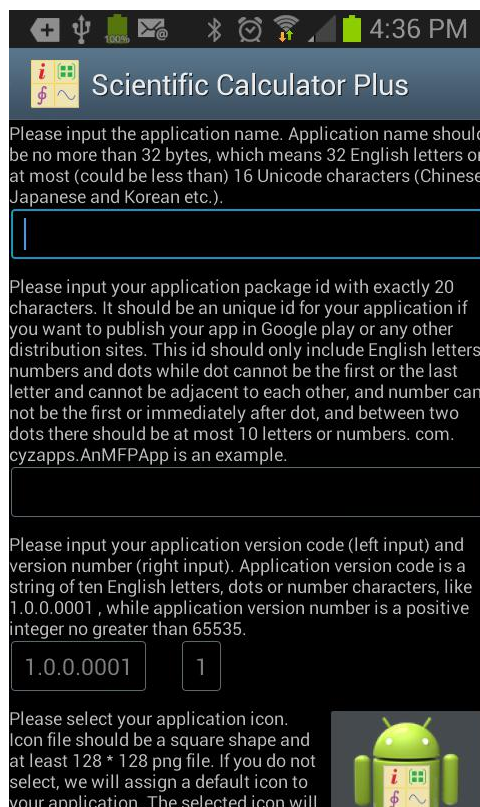 100%
4:36 PM
Scientific Calculator Plus
Please input the application name. Application name should
be no more than 32 bytes, which means 32 English letters or
at most (could be less than) 16 Unicode characters (Chinese
Japanese and Korean etc.).
Please input your application package id with exactly 20
characters. It should be an unique id for your application if
you want to publish your app in Google play or any other
distribution sites. This id should only include English letters
numbers and dots while dot cannot be the first or the last
letter and cannot be adjacent to each other, and number can
not be the first or immediately after dot, and between two
dots there should be at most 10 letters or numbers. com.
cyzapps.AnMFPApp is an example.
Please input your application version code (left input) and
version number (right input). Application version code is a
string of ten English letters, dots or number characters, like
1.0.0.0001 , while application version number is a positive
integer no greater than 65535.
1.0.0.0001 1
Please select your application icon.
Icon file should be a square shape and
at least 128 * 128 png file. If you do not
select, we will assign a default icon to
your application. The selected icon will